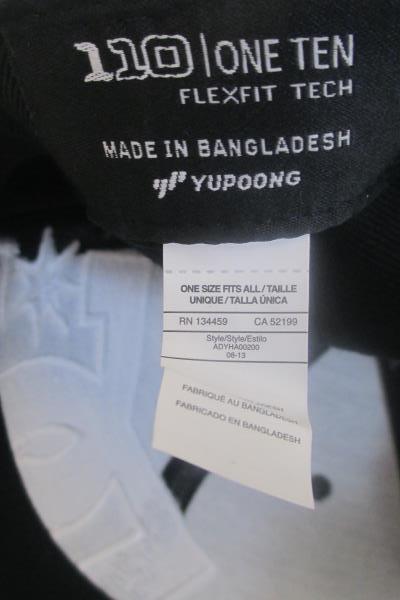 110 | ONE TEN
FLEXFIT TECH
MADE IN BANGLADESH
YUPOONG
ONE SIZE FITS ALL / TAILLE
UNIQUE / TALLA ÚNICA
RN 134459 CA 52199
Style/Style/Estilo
ADYHA00200
08-13
FABRIQUÉ AU BANGLADESH
FABRICADO EN BANGLADESH